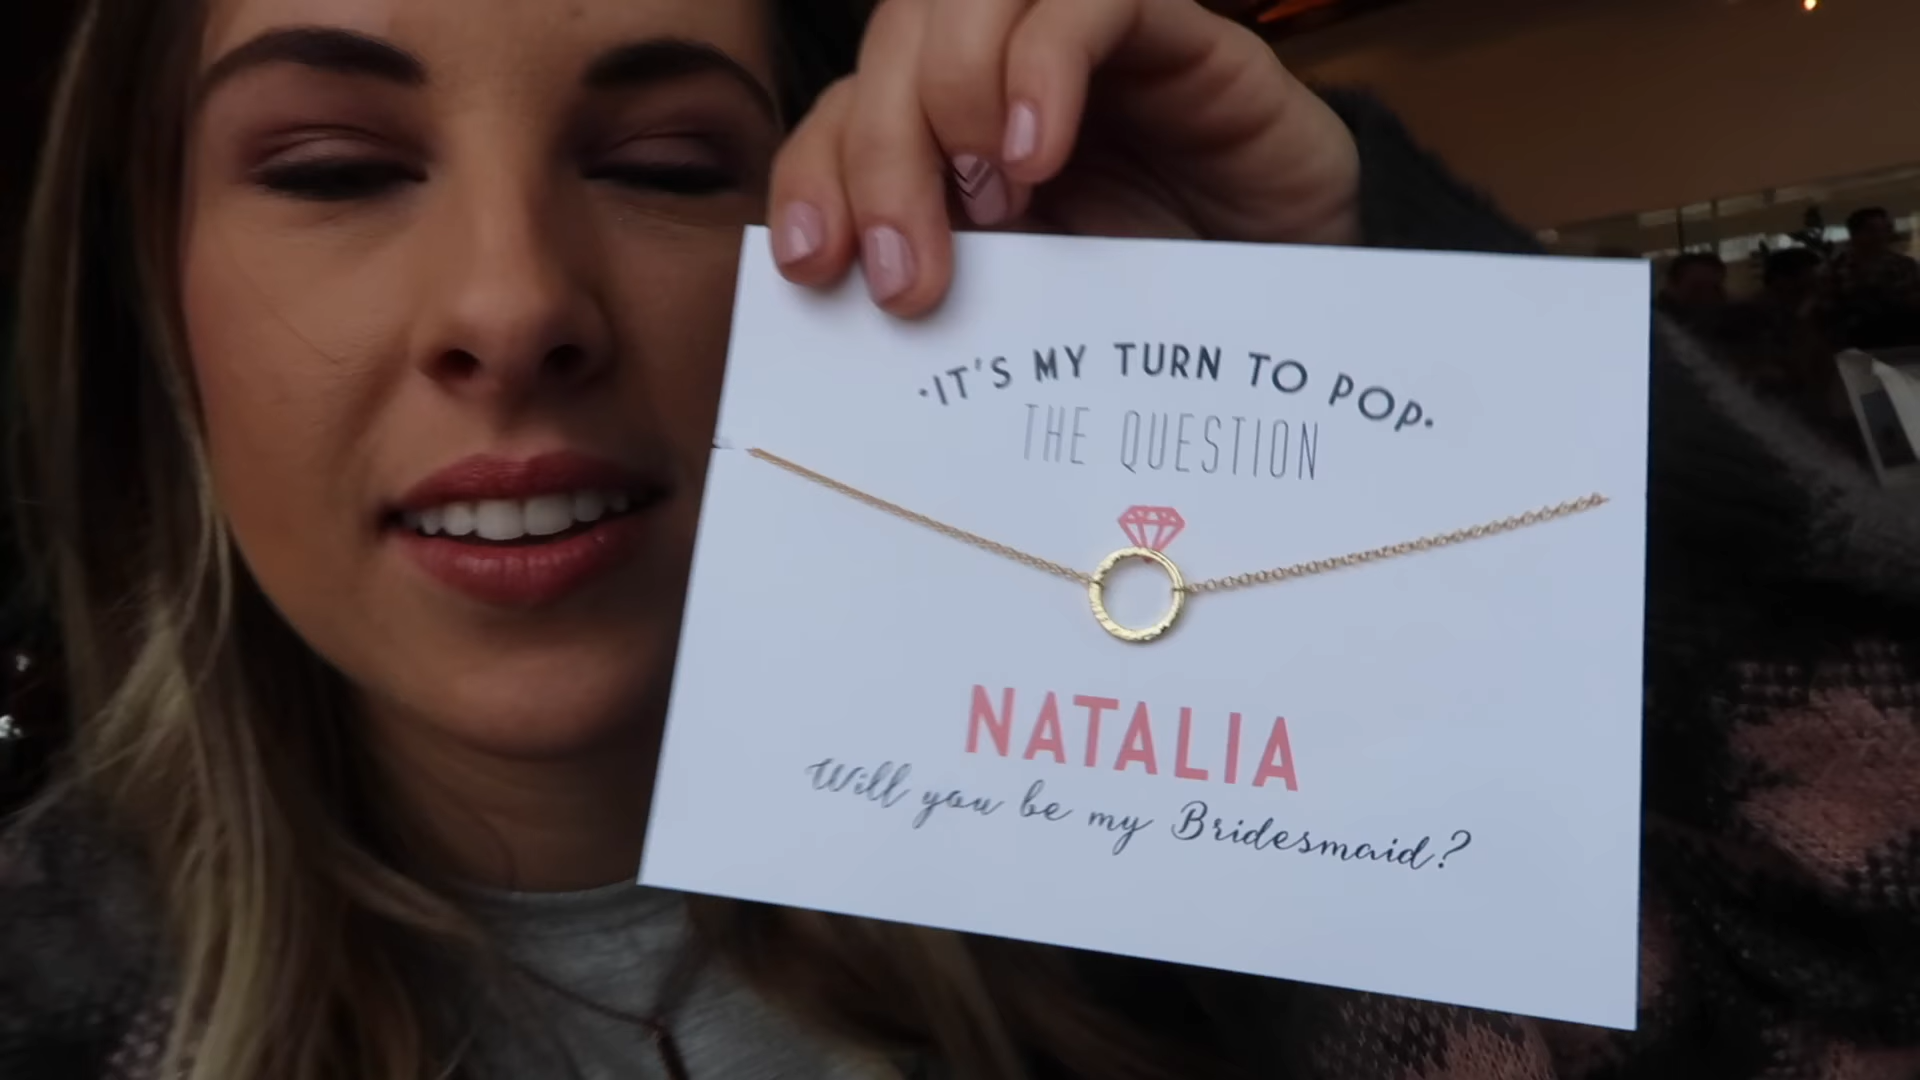 ·IT'S MY TURN TO POP·
THE QUESTION
NATALIA
Will you be my Bridesmaid?